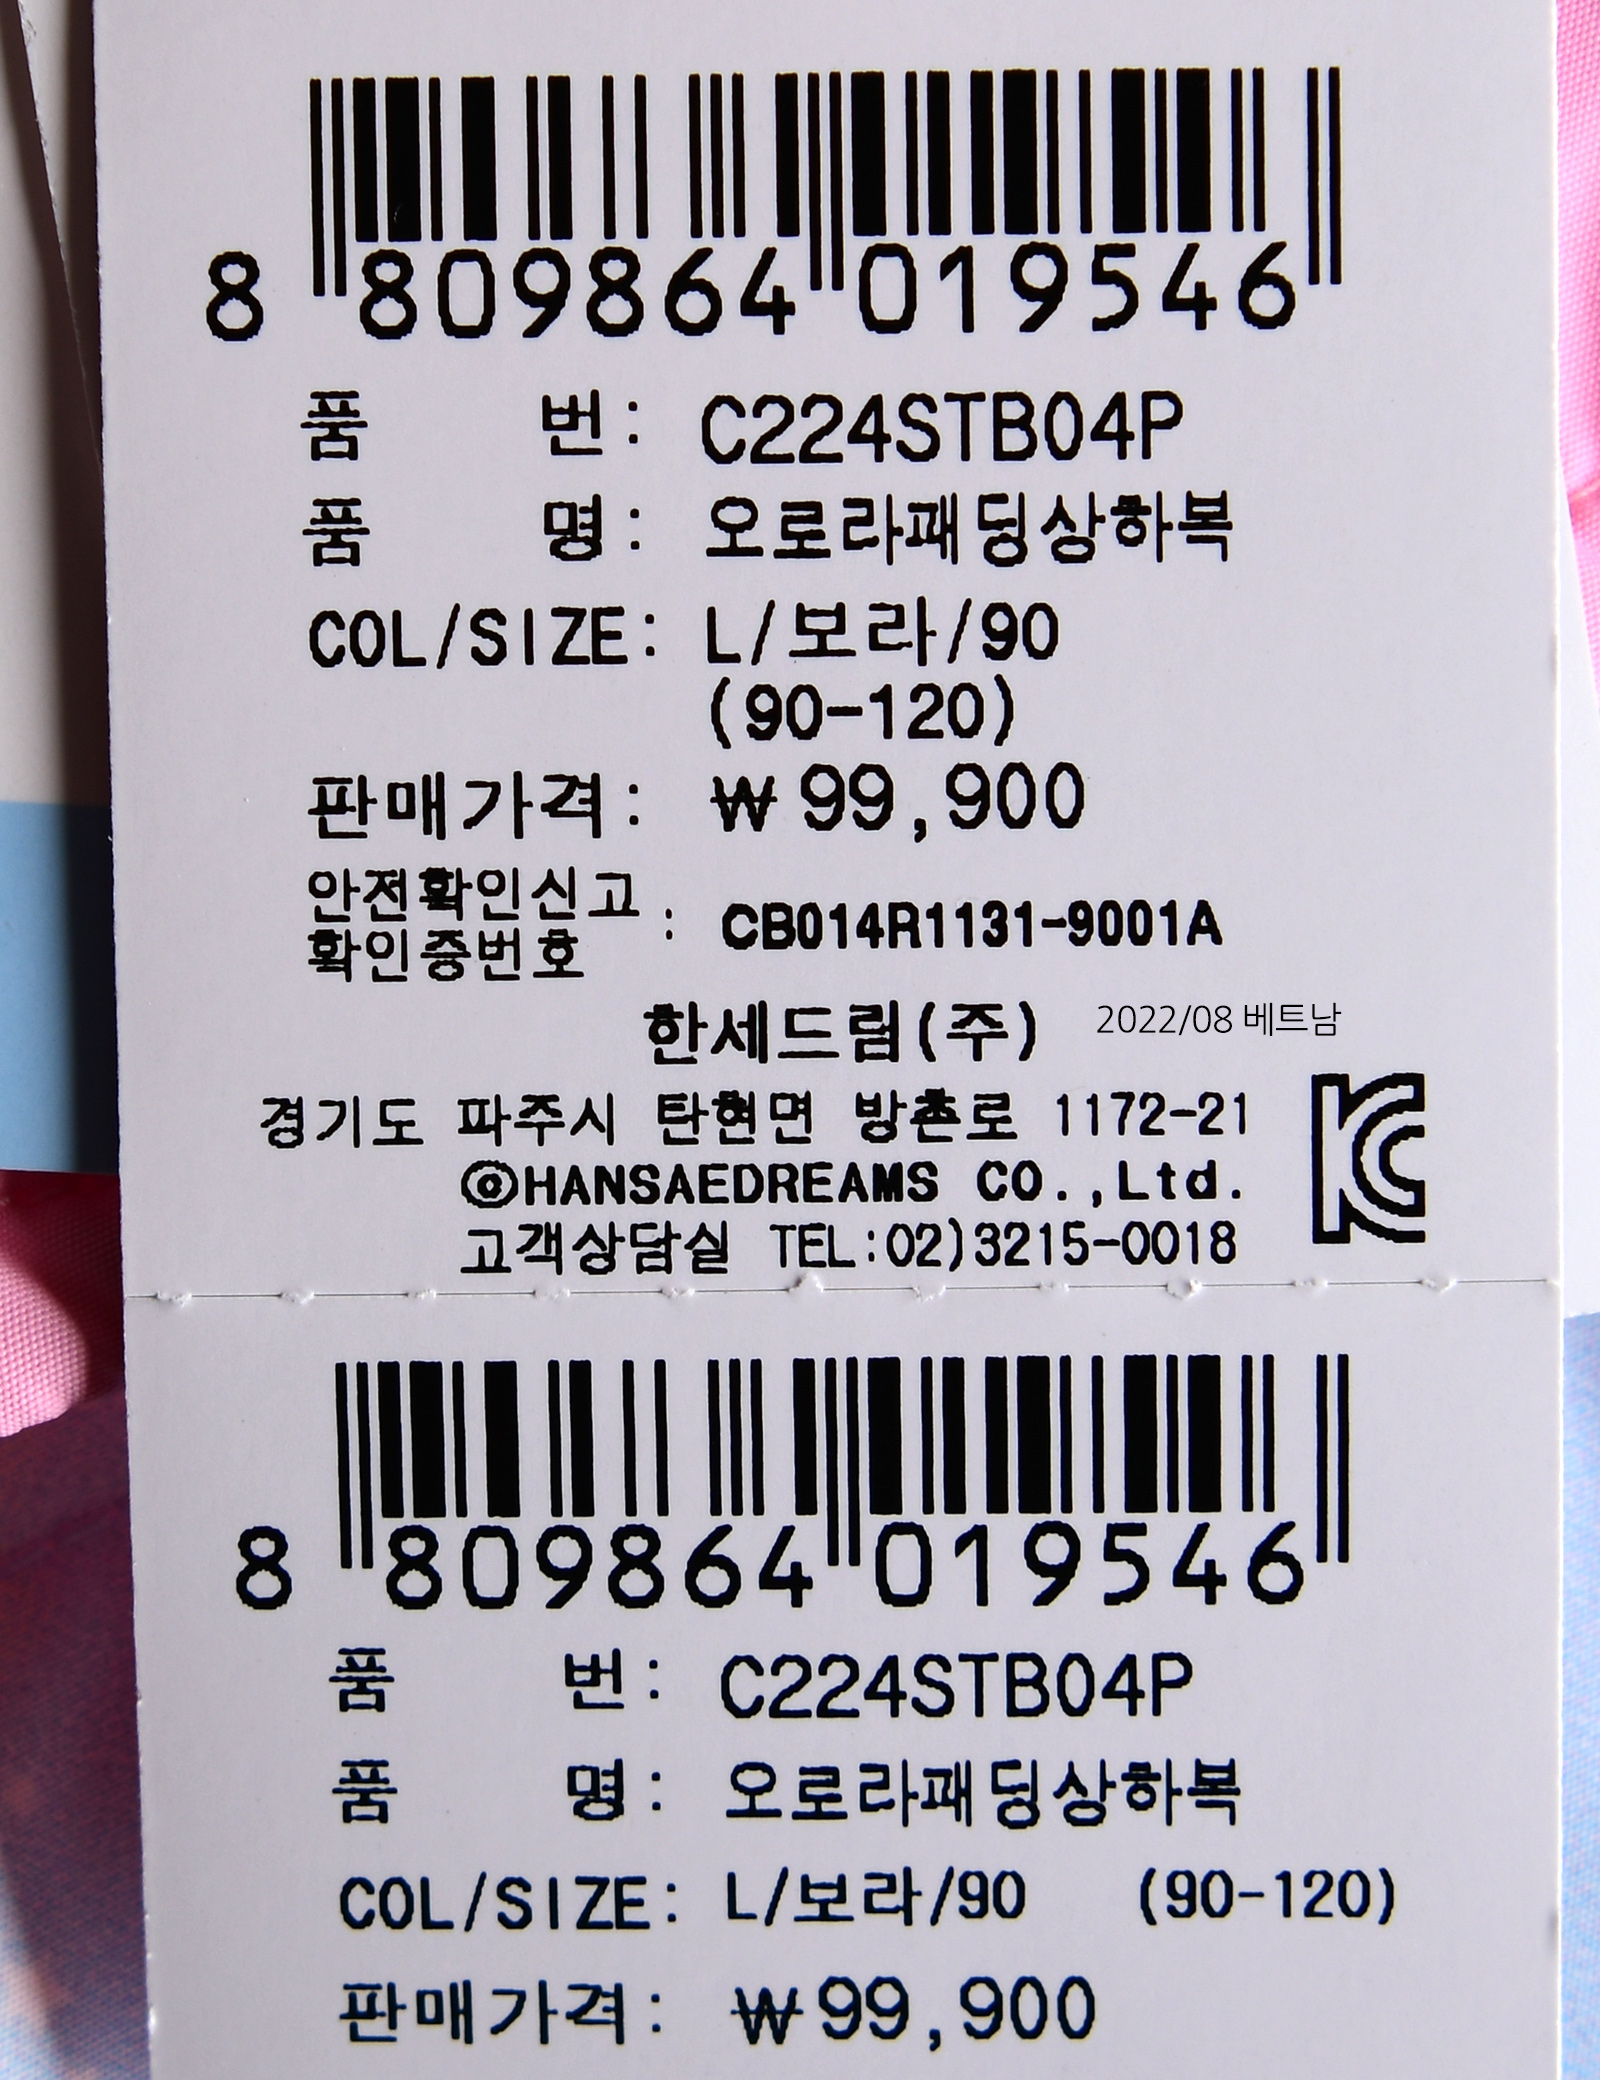 8 809864 019546
품 번: C224STB04P
품 명: 오로라패딩상하복
COL/SIZE: L/보라/90
(90-120)
판매가격: ₩99,900
안전확인신고
확인증번호 : CB014R1131-9001A
한세드림(주) 2022/08 베트남
경기도 파주시 탄현면 방촌로 1172-21
ⓒHANSAEDREAMS CO.,Ltd.
고객상담실 TEL:02)3215-0018
KC
8 809864 019546
품 번: C224STB04P
품 명: 오로라패딩상하복
COL/SIZE: L/보라/90 (90-120)
판매가격: ₩99,900